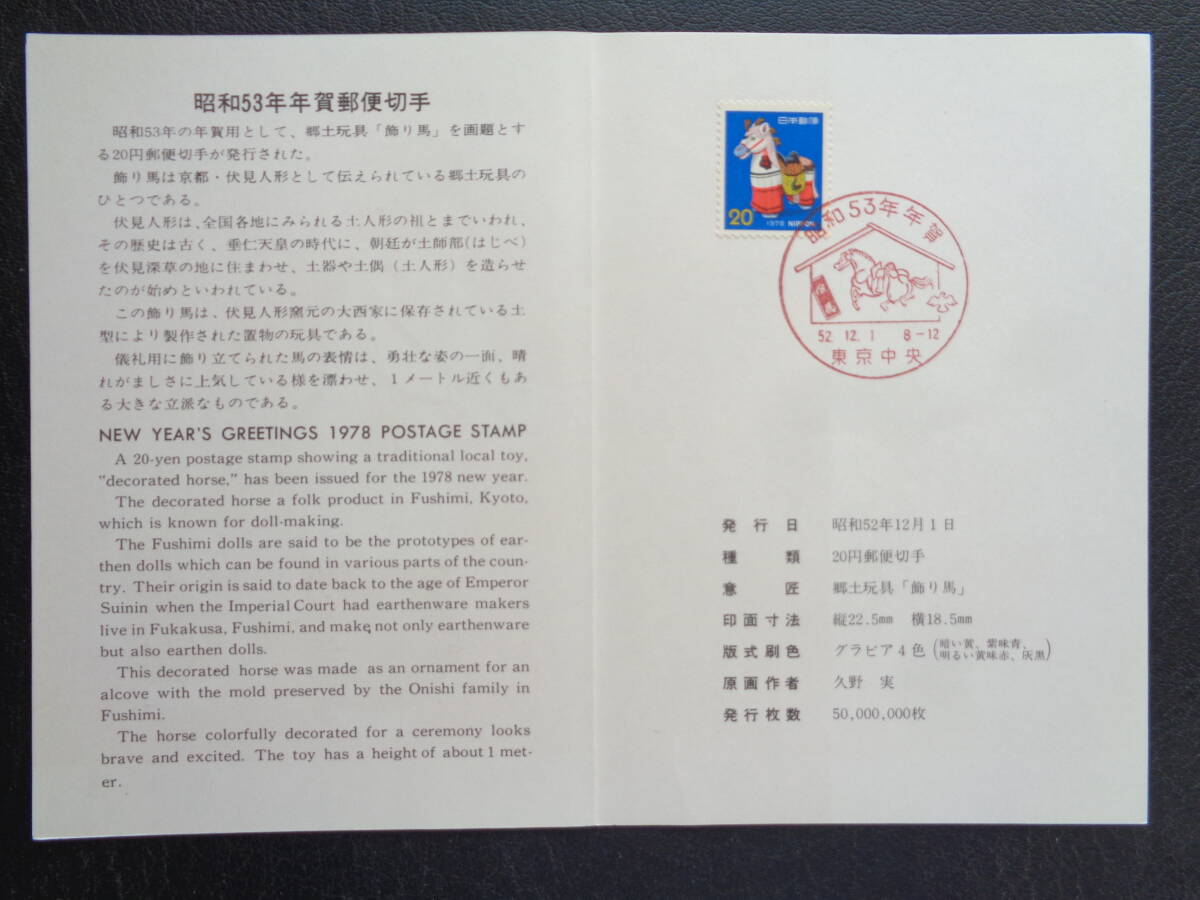 昭和53年年賀郵便切手
昭和53年の年賀用として、郷土玩具「飾り馬」を画題とす
る20円郵便切手が発行された。
飾り馬は京都・伏見人形として伝えられている郷土玩具の
ひとつである。
伏見人形は、全国各地にみられる土人形の祖とまでいわれ、
その歴史は古く、垂仁天皇の時代に、朝廷が土師部(はじべ)
を伏見深草の地に住まわせ、土器や土偶（土人形）を造らせ
たのが始めといわれている。
この飾り馬は、伏見人形窯元の大西家に保存されている土
型により製作された置物の玩具である。
儀礼用に飾り立てられた馬の表情は、勇壮な姿の一面、晴
れがましさに上気している様を漂わせ、1メートル近くもあ
る大きな立派なものである。
NEW YEAR'S GREETINGS 1978 POSTAGE STAMP
A 20-yen postage stamp showing a traditional local toy,
"decorated horse," has been issued for the 1978 new year.
The decorated horse a folk product in Fushimi, Kyoto,
which is known for doll-making.
The Fushimi dolls are said to be the prototypes of ear-
then dolls which can be found in various parts of the coun-
try. Their origin is said to date back to the age of Emperor
Suinin when the Imperial Court had earthenware makers
live in Fukakusa, Fushimi, and make not only earthenware
but also earthen dolls.
This decorated horse was made as an ornament for an
alcove with the mold preserved by the Onishi family in
Fushimi.
The horse colorfully decorated for a ceremony looks
brave and excited. The toy has a height of about 1 met-
er.
日本郵便
20
1978 NIPPON
昭和53年年賀
52. 12. 1 8-12
東京中央
発行日 昭和52年12月1日
種類 20円郵便切手
意匠 郷土玩具「飾り馬」
印面寸法 縦22.5mm 横18.5mm
版式刷色 グラビア4色(暗い黄、紫味青、
明るい黄味赤、灰黒)
原画作者 久野 実
発行枚数 50,000,000枚